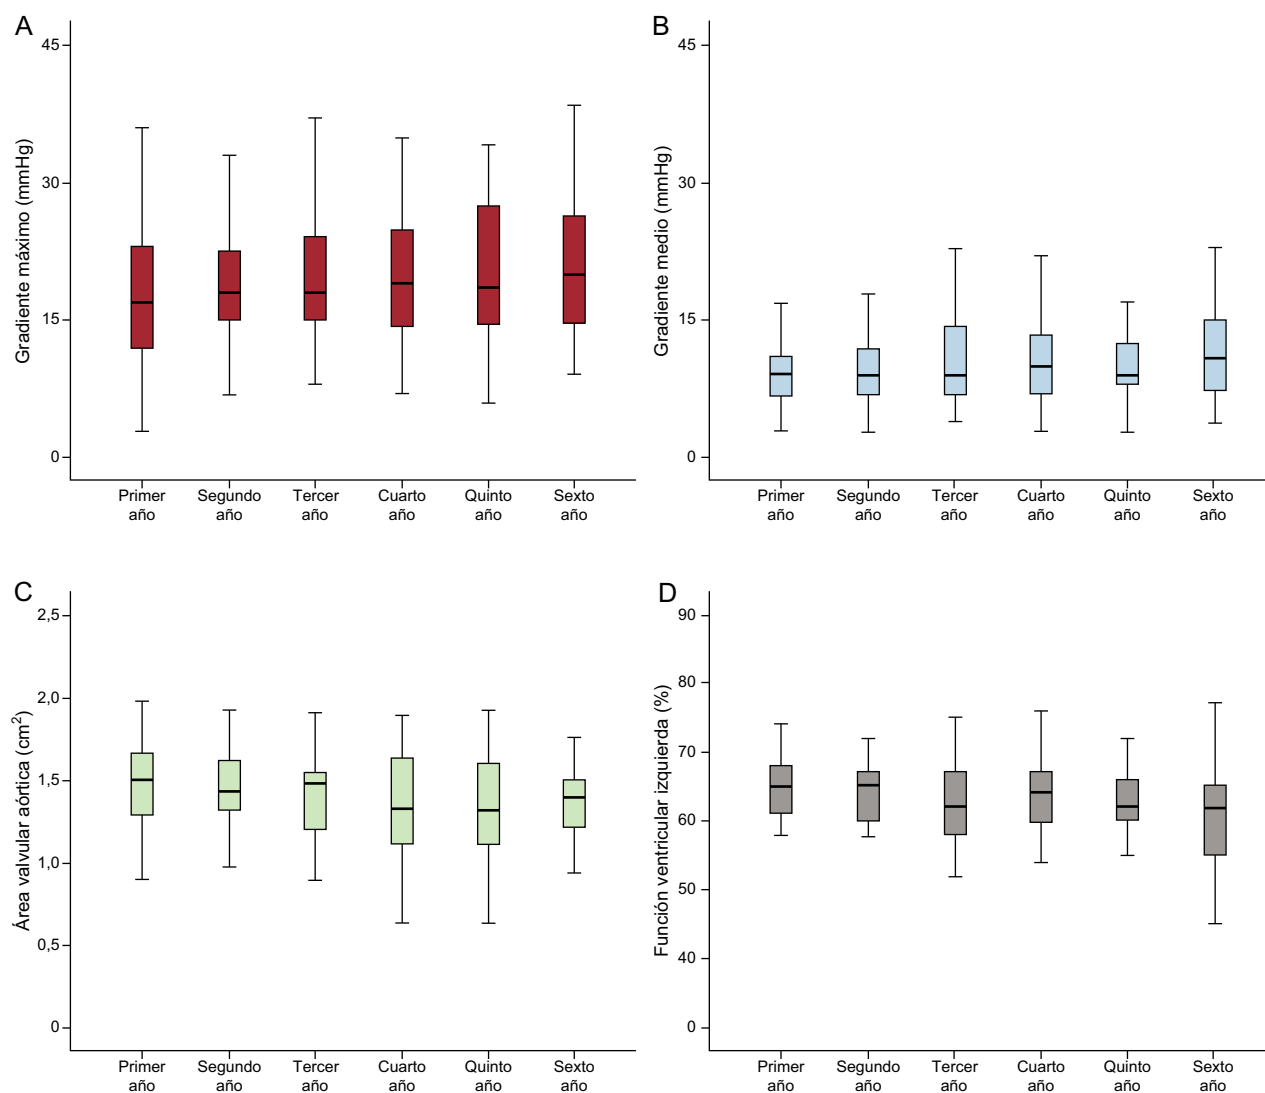 A
Gradiente máximo (mmHg)
45
30
15
0
Primer año
Segundo año
Tercer año
Cuarto año
Quinto año
Sexto año
B
Gradiente medio (mmHg)
45
30
15
0
Primer año
Segundo año
Tercer año
Cuarto año
Quinto año
Sexto año
C
Área valvular aórtica (cm²)
2,5
2,0
1,5
1,0
0,5
0
Primer año
Segundo año
Tercer año
Cuarto año
Quinto año
Sexto año
D
Función ventricular izquierda (%)
90
80
70
60
50
40
0
Primer año
Segundo año
Tercer año
Cuarto año
Quinto año
Sexto año